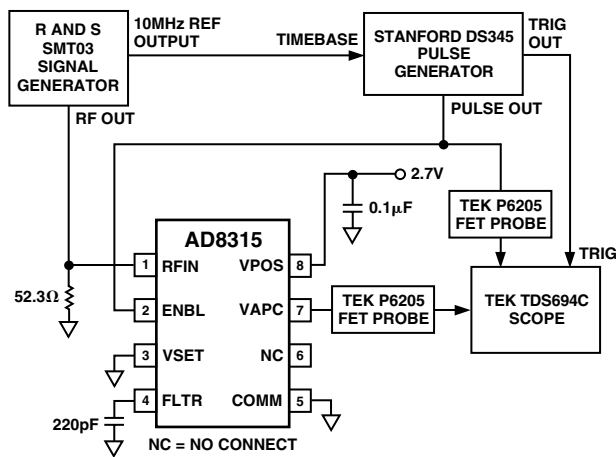 R AND S
SMT03
SIGNAL
GENERATOR
10MHz REF
OUTPUT
TIMEBASE
STANFORD DS345
PULSE
GENERATOR
TRIG
OUT
RF OUT
PULSE OUT
2.7V
0.1μF
TEK P6205
FET PROBE
TRIG
AD8315
1 RFIN
VPOS 8
52.3Ω
2 ENBL
VAPC 7
TEK P6205
FET PROBE
TEK TDS694C
SCOPE
3 VSET
NC 6
4 FLTR
COMM 5
220pF
NC = NO CONNECT